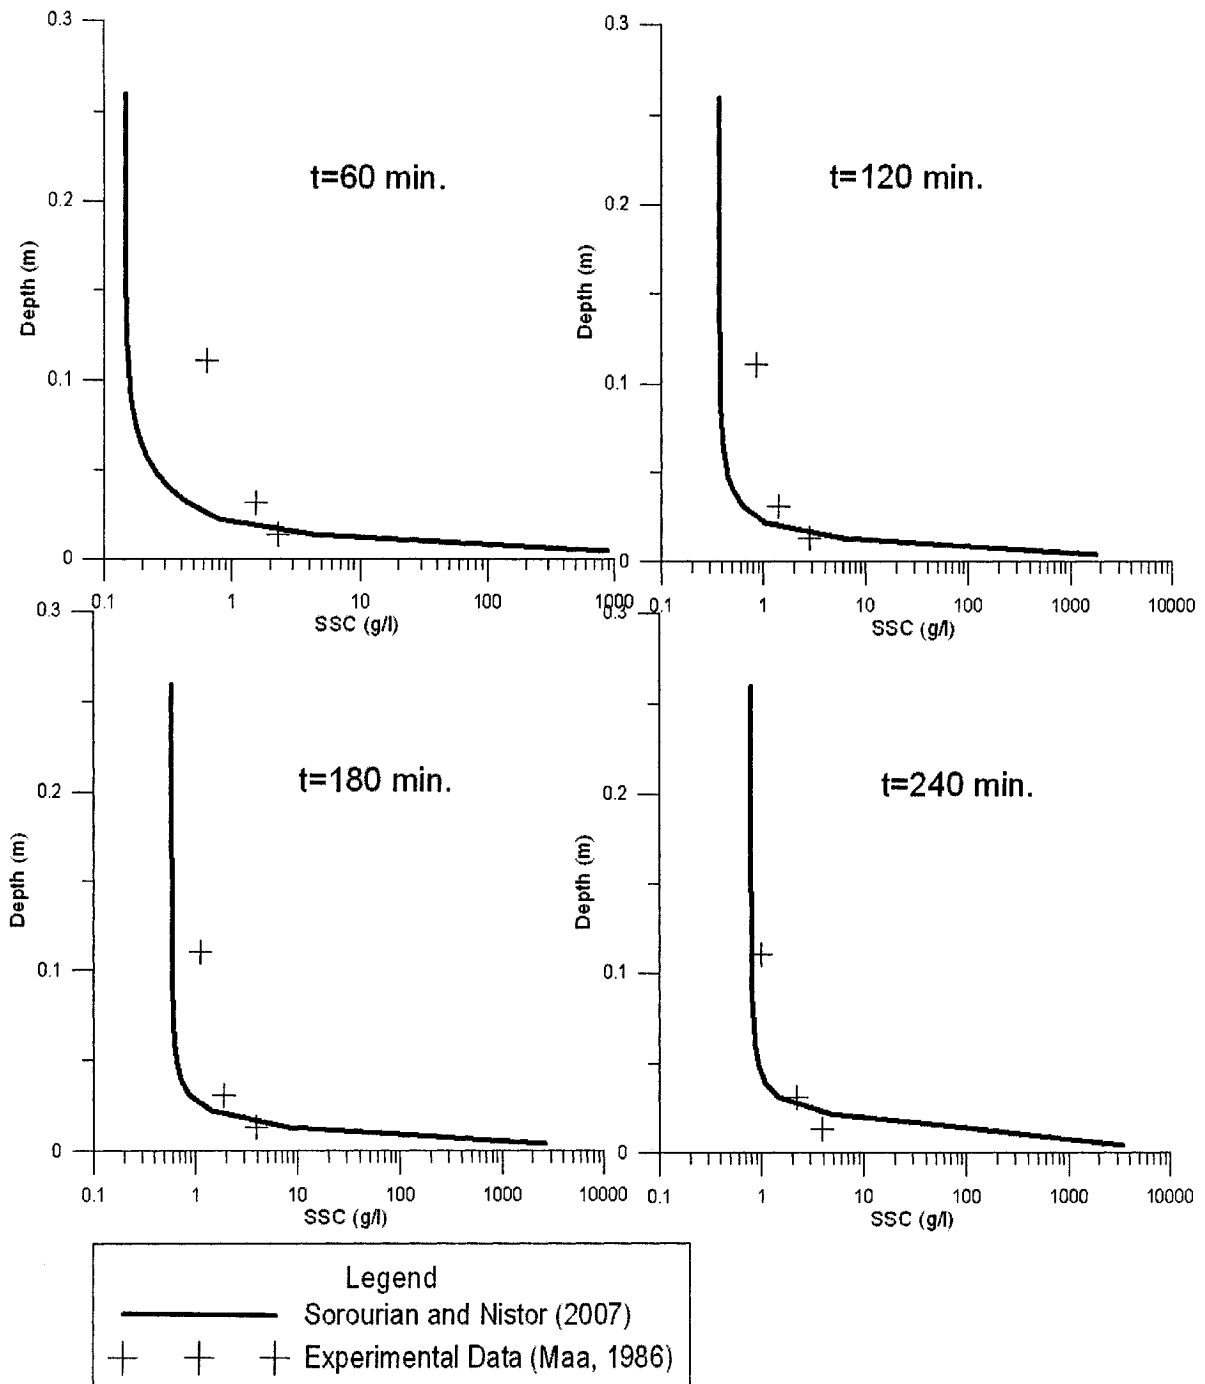 0.3
0.2
0.1
0
Depth (m)
t=60 min.
0.1
1
10
100
1000
SSC (g/l)
0.3
0.2
0.1
0
Depth (m)
t=120 min.
0.1
1
10
100
1000
10000
SSC (g/l)
0.3
0.2
0.1
0
Depth (m)
t=180 min.
0.1
1
10
100
1000
10000
SSC (g/l)
0.3
0.2
0.1
0
Depth (m)
t=240 min.
0.1
1
10
100
1000
10000
SSC (g/l)
Legend
Sorourian and Nistor (2007)
Experimental Data (Maa, 1986)